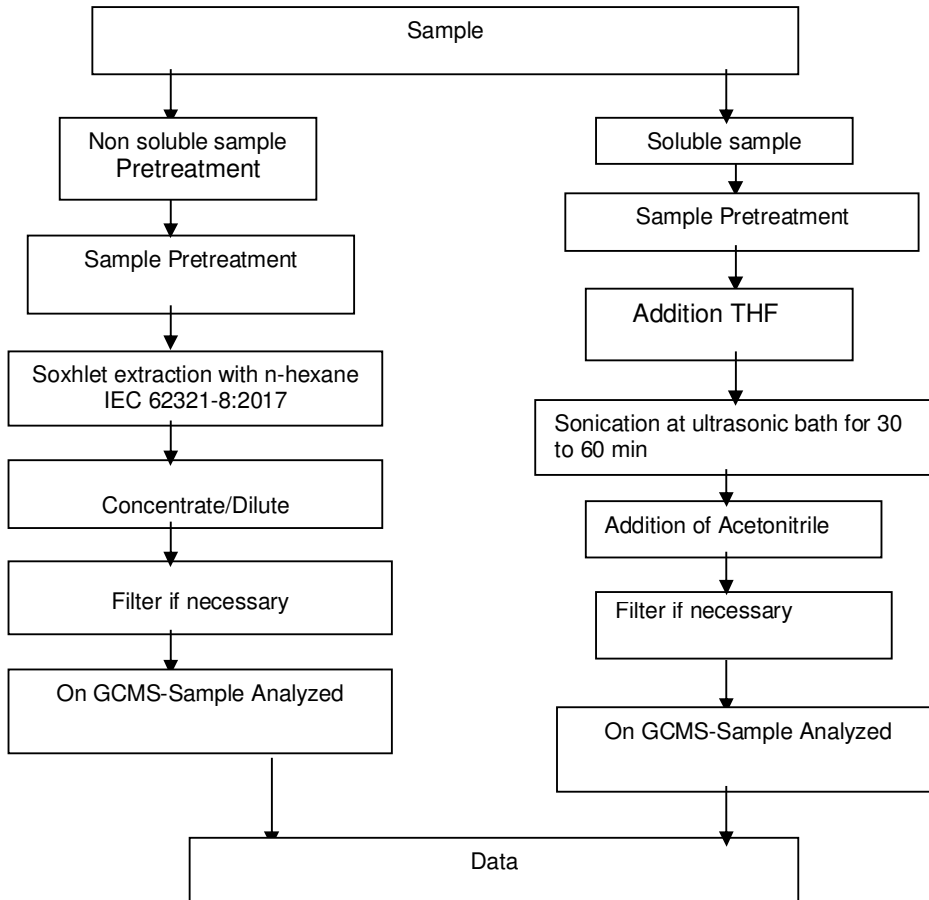 Sample
Non soluble sample
Pretreatment
Sample Pretreatment
Soxhlet extraction with n-hexane
IEC 62321-8:2017
Concentrate/Dilute
Filter if necessary
On GCMS-Sample Analyzed
Soluble sample
Sample Pretreatment
Addition THF
Sonication at ultrasonic bath for 30
to 60 min
Addition of Acetonitrile
Filter if necessary
On GCMS-Sample Analyzed
Data